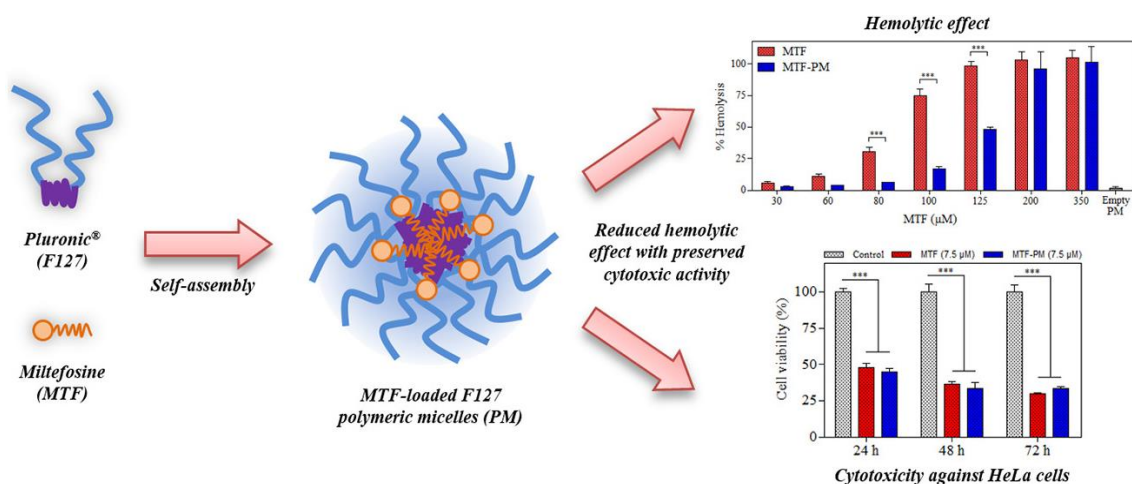 Hemolytic effect
MTF
MTF-PM
***
***
***
% Hemolysis
100
75
50
25
0
30
60
80
100
125
200
350
Empty
PM
MTF (µM)
Pluronic®
(F127)
Self-assembly
Miltefosine
(MTF)
MTF-loaded F127
polymeric micelles (PM)
Reduced hemolytic
effect with preserved
cytotoxic activity
Control
MTF (7.5 µM)
MTF-PM (7.5 µM)
***
***
***
Cell viability (%)
100
75
50
25
0
24 h
48 h
72 h
Cytotoxicity against HeLa cells